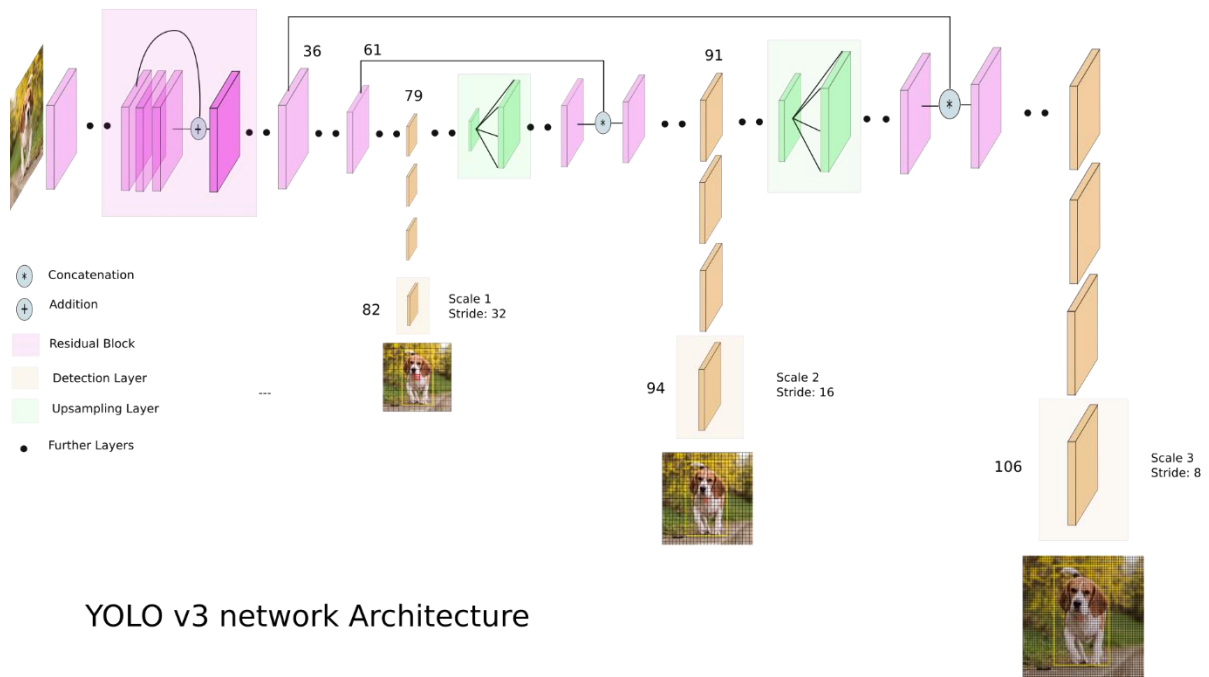 36
61
91
79
Concatenation
Addition
Residual Block
Detection Layer
Upsampling Layer
Further Layers
---
82
Scale 1
Stride: 32
94
Scale 2
Stride: 16
106
Scale 3
Stride: 8
YOLO v3 network Architecture